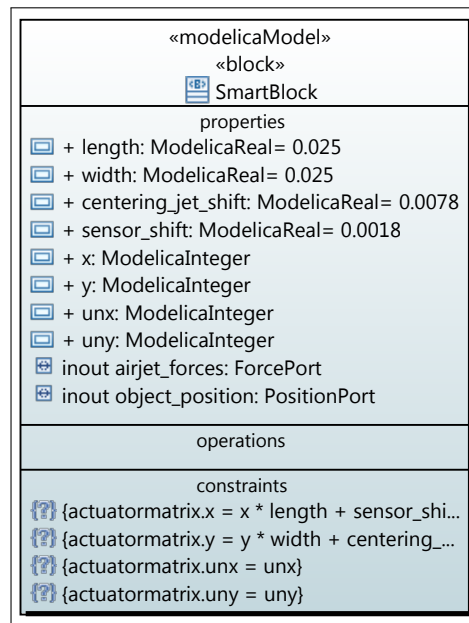 «modelicaModel»
«block»
«B» SmartBlock
properties
+ length: ModelicaReal= 0.025
+ width: ModelicaReal= 0.025
+ centering_jet_shift: ModelicaReal= 0.0078
+ sensor_shift: ModelicaReal= 0.0018
+ x: ModelicaInteger
+ y: ModelicaInteger
+ unx: ModelicaInteger
+ uny: ModelicaInteger
inout airjet_forces: ForcePort
inout object_position: PositionPort
operations
constraints
{?} {actuatormatrix.x = x * length + sensor_shi...
{?} {actuatormatrix.y = y * width + centering_...
{?} {actuatormatrix.unx = unx}
{?} {actuatormatrix.uny = uny}